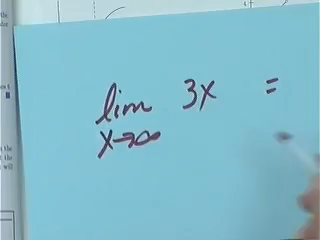 lim 3x =
x→∞